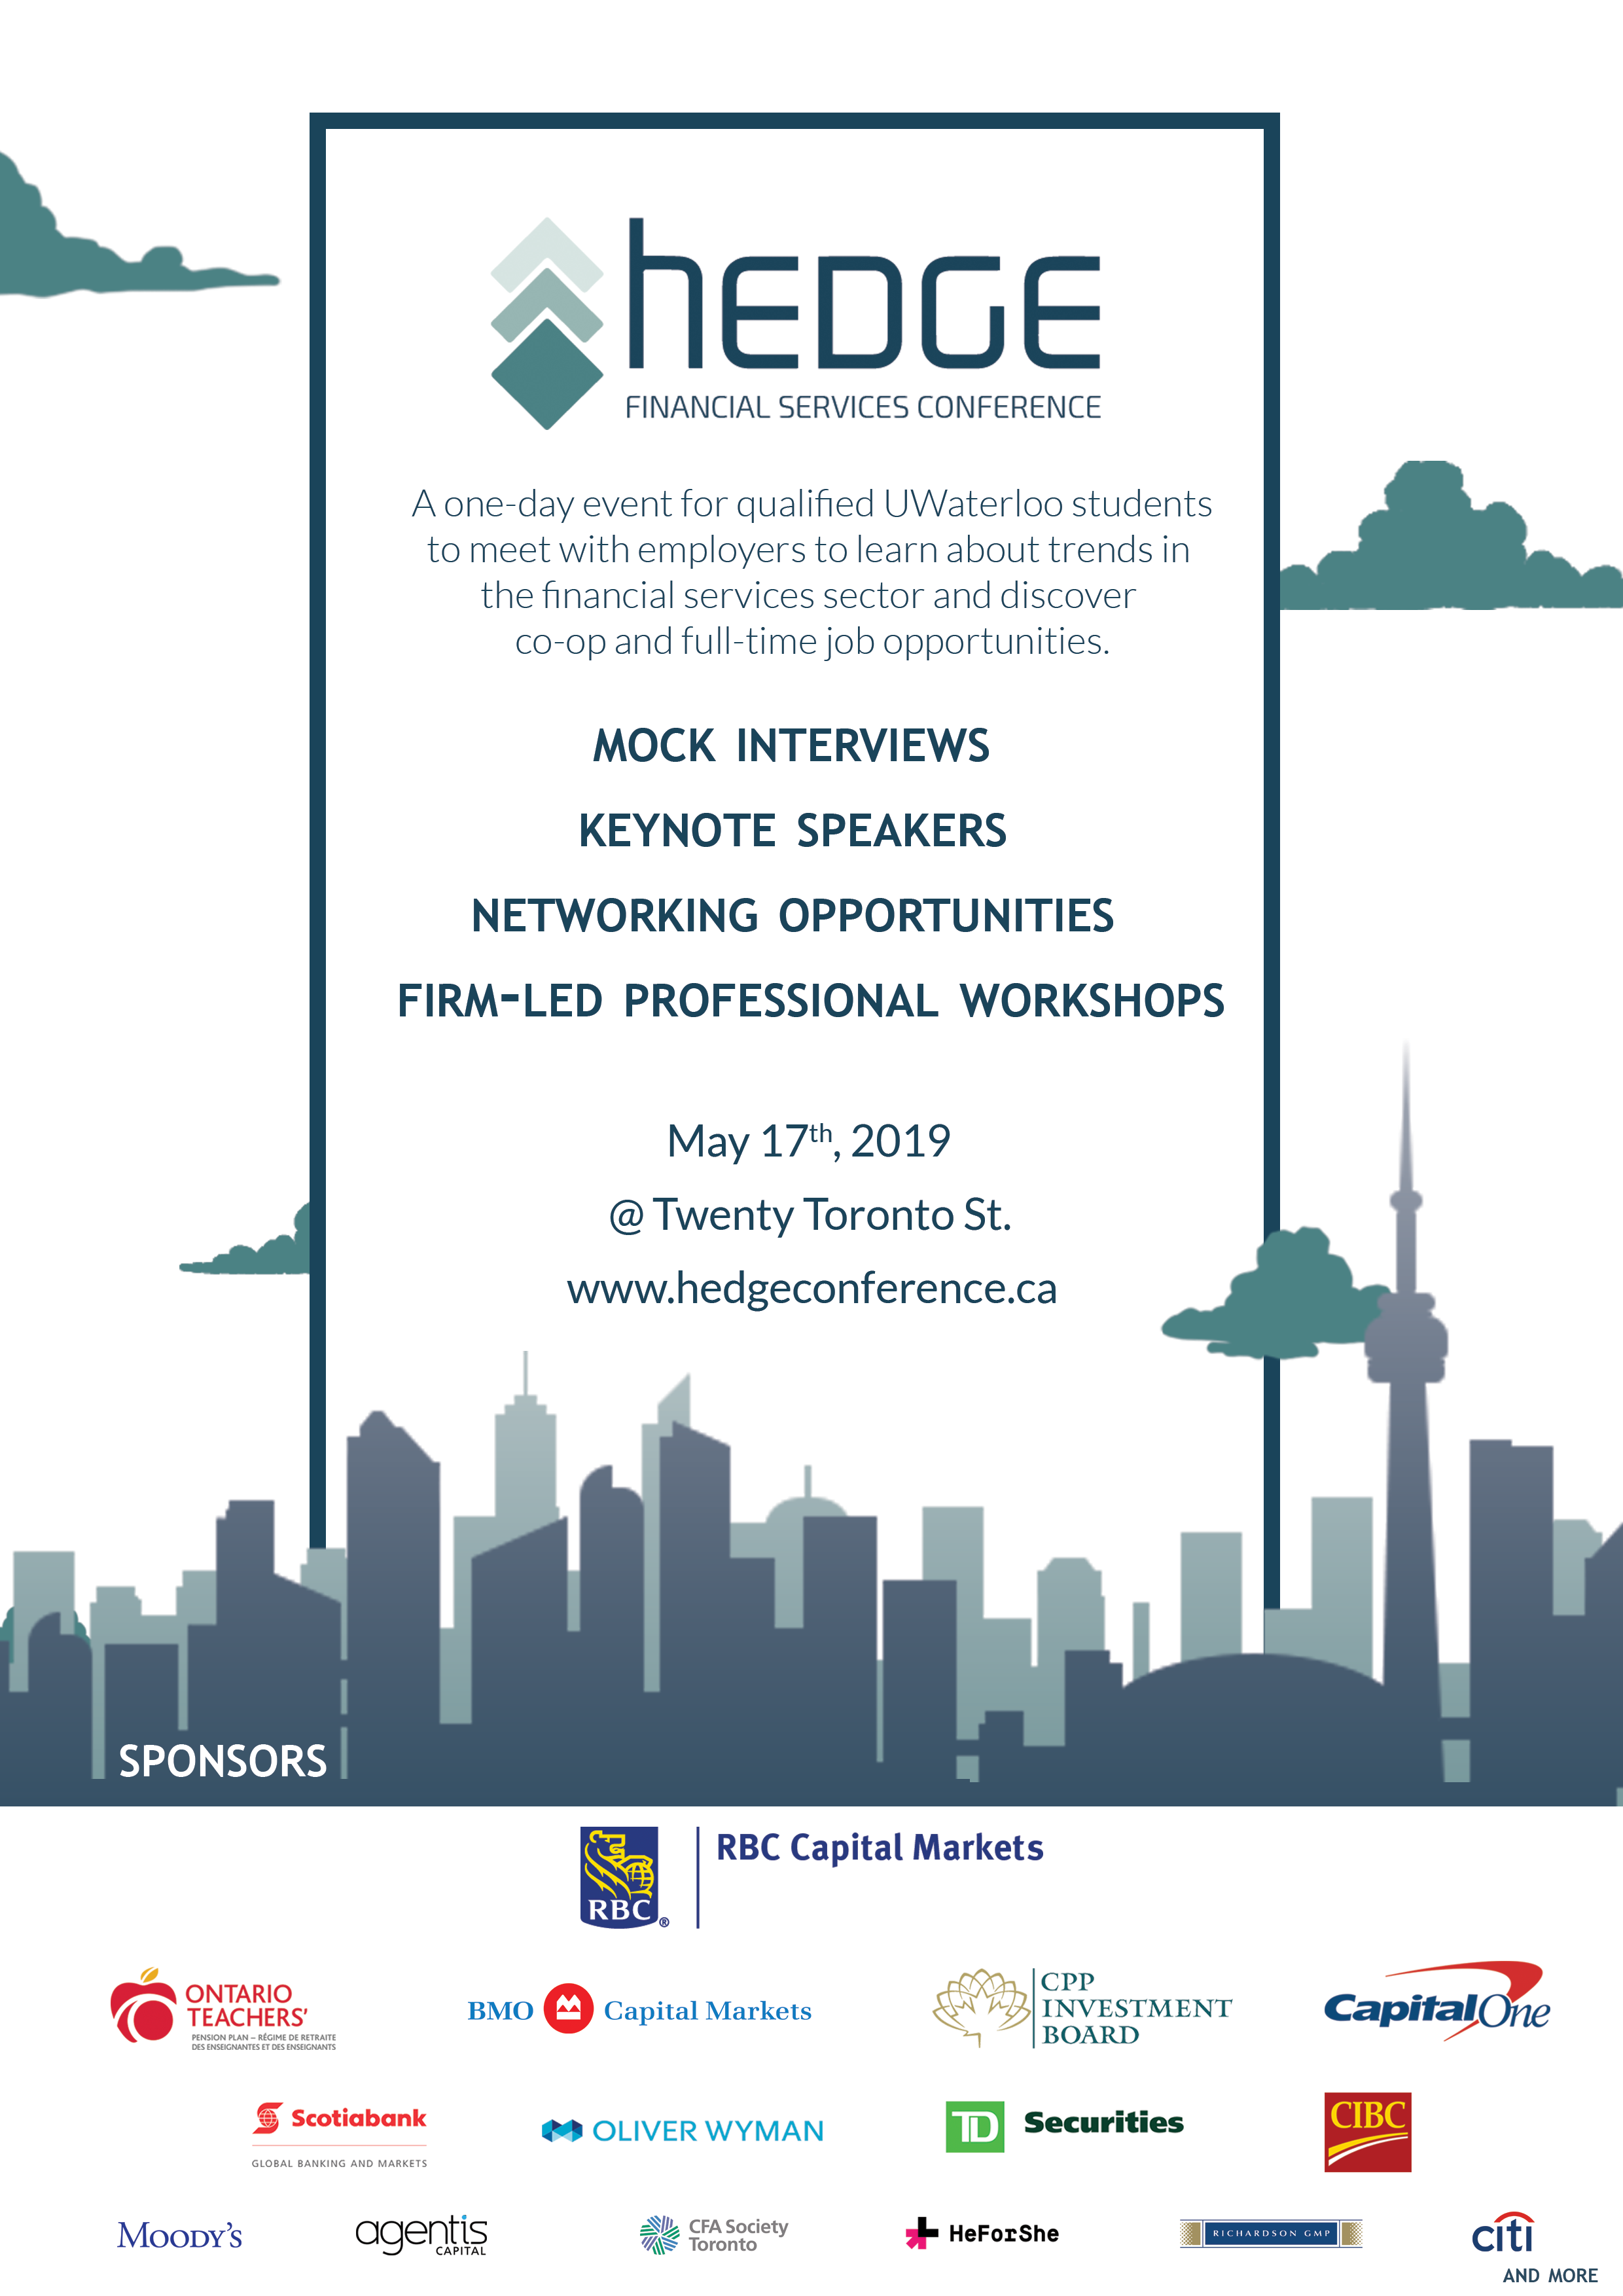 hEDGE
FINANCIAL SERVICES CONFERENCE
A one-day event for qualified UWaterloo students
to meet with employers to learn about trends in
the financial services sector and discover
co-op and full-time job opportunities.
MOCK INTERVIEWS
KEYNOTE SPEAKERS
NETWORKING OPPORTUNITIES
FIRM-LED PROFESSIONAL WORKSHOPS
May 17th, 2019
@ Twenty Toronto St.
www.hedgeconference.ca
SPONSORS
RBC ®
RBC Capital Markets
ONTARIO
TEACHERS'
PENSION PLAN – RÉGIME DE RETRAITE
DES ENSEIGNANTES ET DES ENSEIGNANTS
BMO Capital Markets
CPP
INVESTMENT
BOARD
CapitalOne
Scotiabank
GLOBAL BANKING AND MARKETS
OLIVER WYMAN
TD Securities
CIBC
MOODY'S
agentis
CAPITAL
CFA Society
Toronto
HeForShe
RICHARDSON GMP
citi
AND MORE